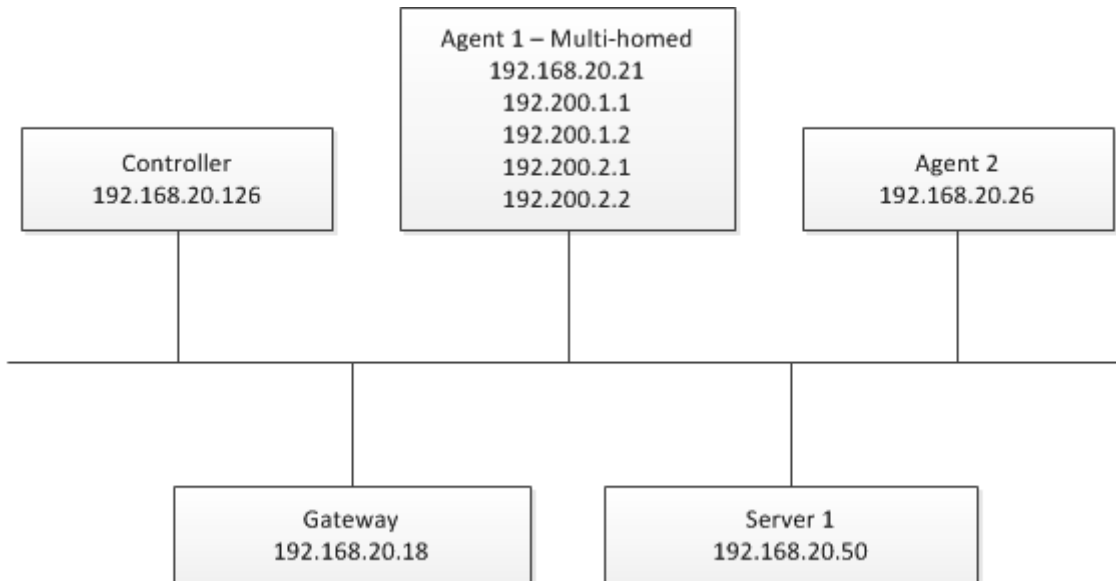 Agent 1 – Multi-homed
192.168.20.21
192.200.1.1
192.200.1.2
192.200.2.1
192.200.2.2
Controller
192.168.20.126
Agent 2
192.168.20.26
Gateway
192.168.20.18
Server 1
192.168.20.50